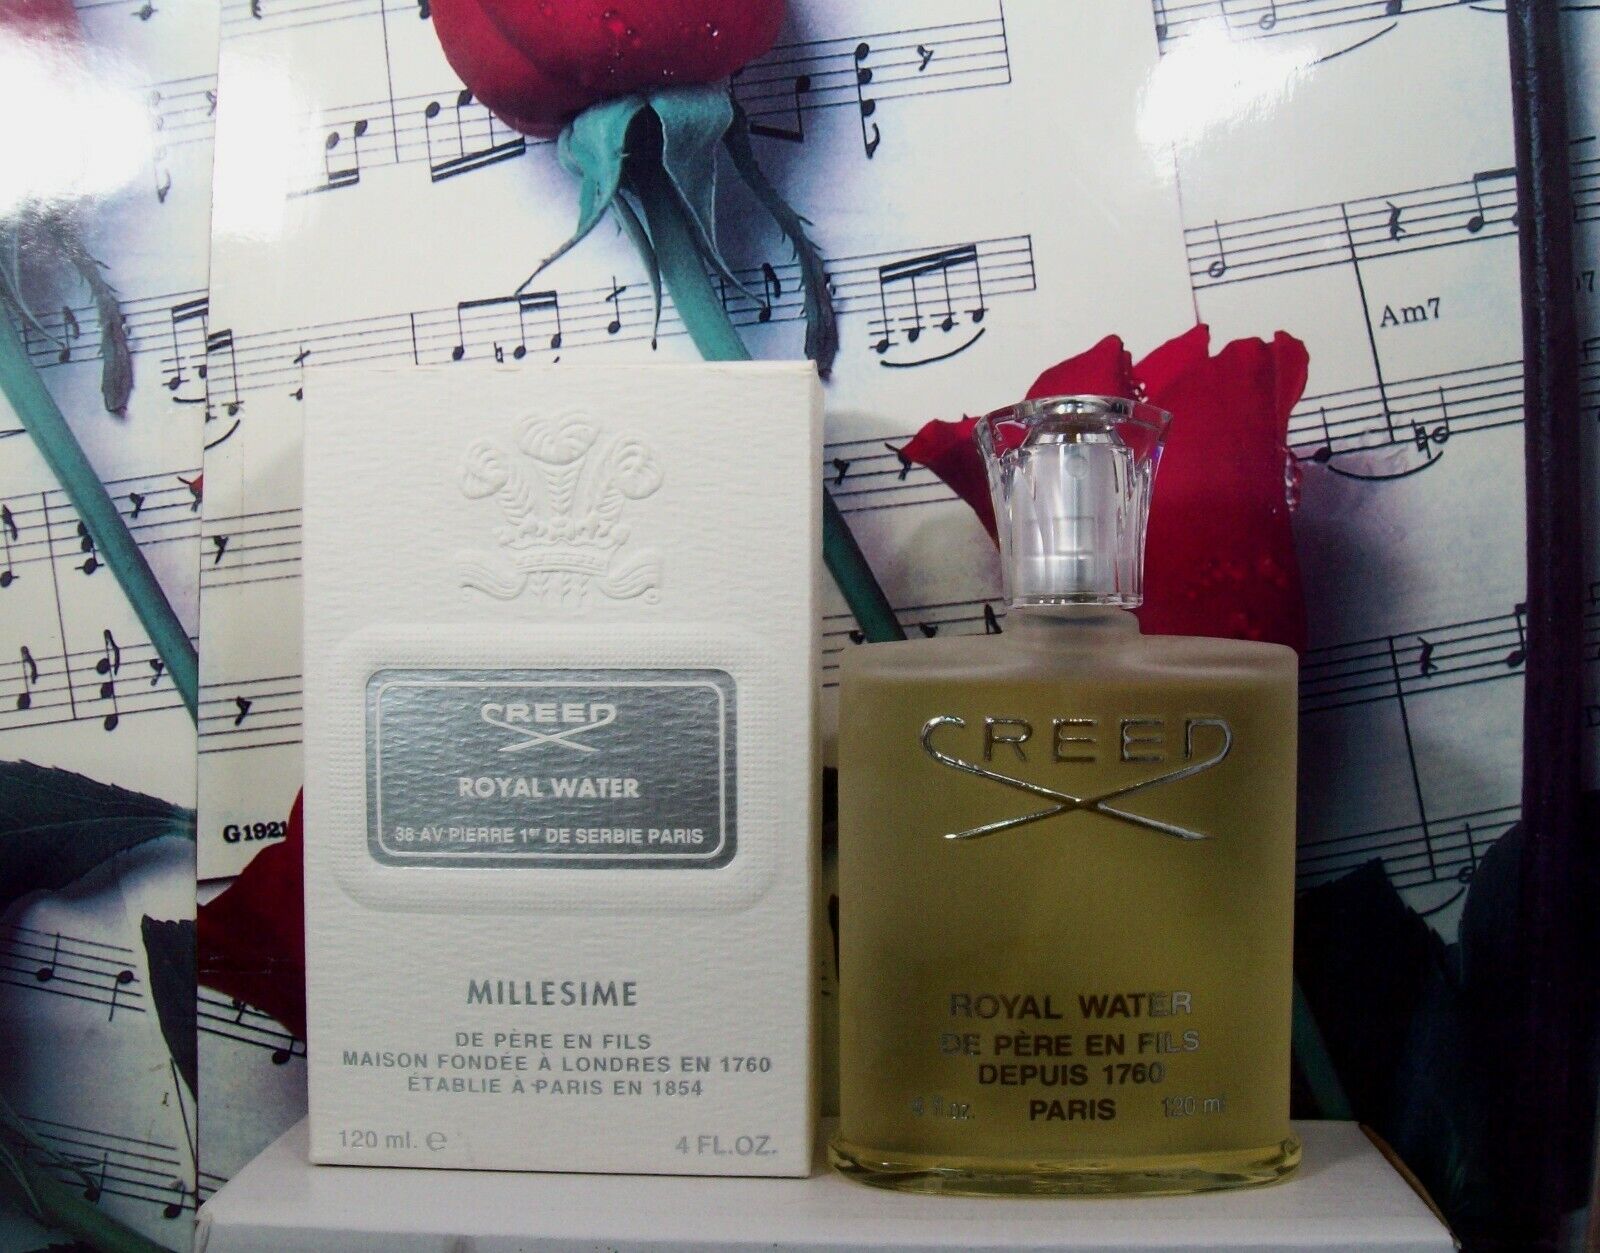 Am7
G1921
CREED
ROYAL WATER
38 AV PIERRE 1er DE SERBIE PARIS
MILLESIME
DE PÈRE EN FILS
MAISON FONDÉE À LONDRES EN 1760
ÉTABLIE À PARIS EN 1854
120 ml. e
4 FL.OZ.
CREED
ROYAL WATER
DE PÈRE EN FILS
DEPUIS 1760
4 fl.oz. PARIS 120 ml